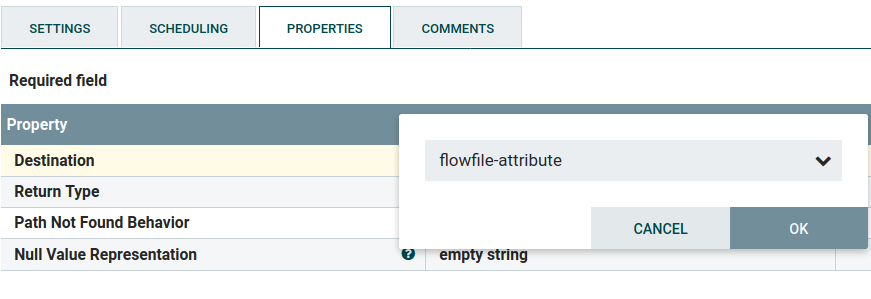 SETTINGS SCHEDULING PROPERTIES COMMENTS
Required field
Property
Destination
flowfile-attribute
Return Type
Path Not Found Behavior
CANCEL OK
Null Value Representation ? empty string